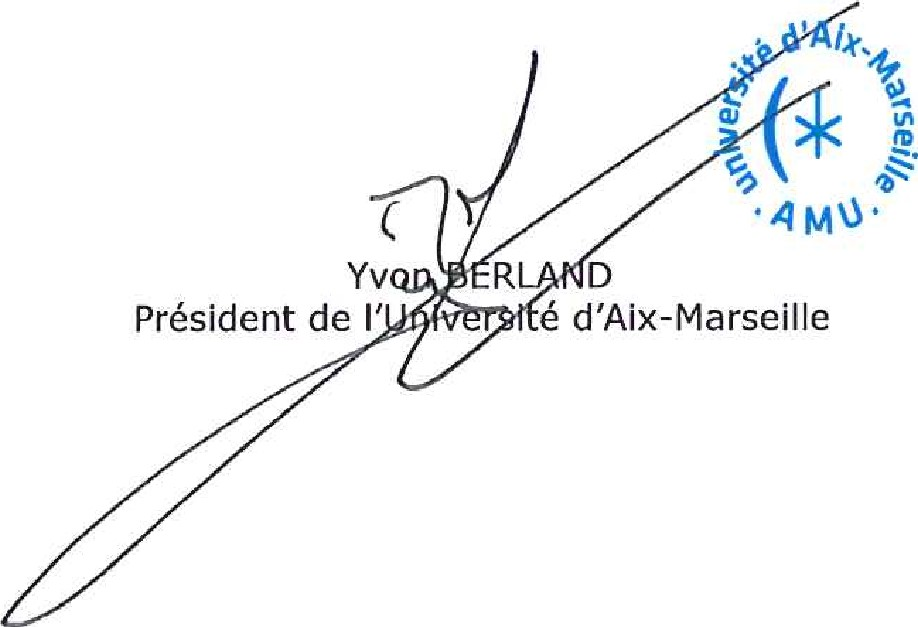 université d'Aix-Marseille
· AMU ·
Yvon BERLAND
Président de l'Université d'Aix-Marseille